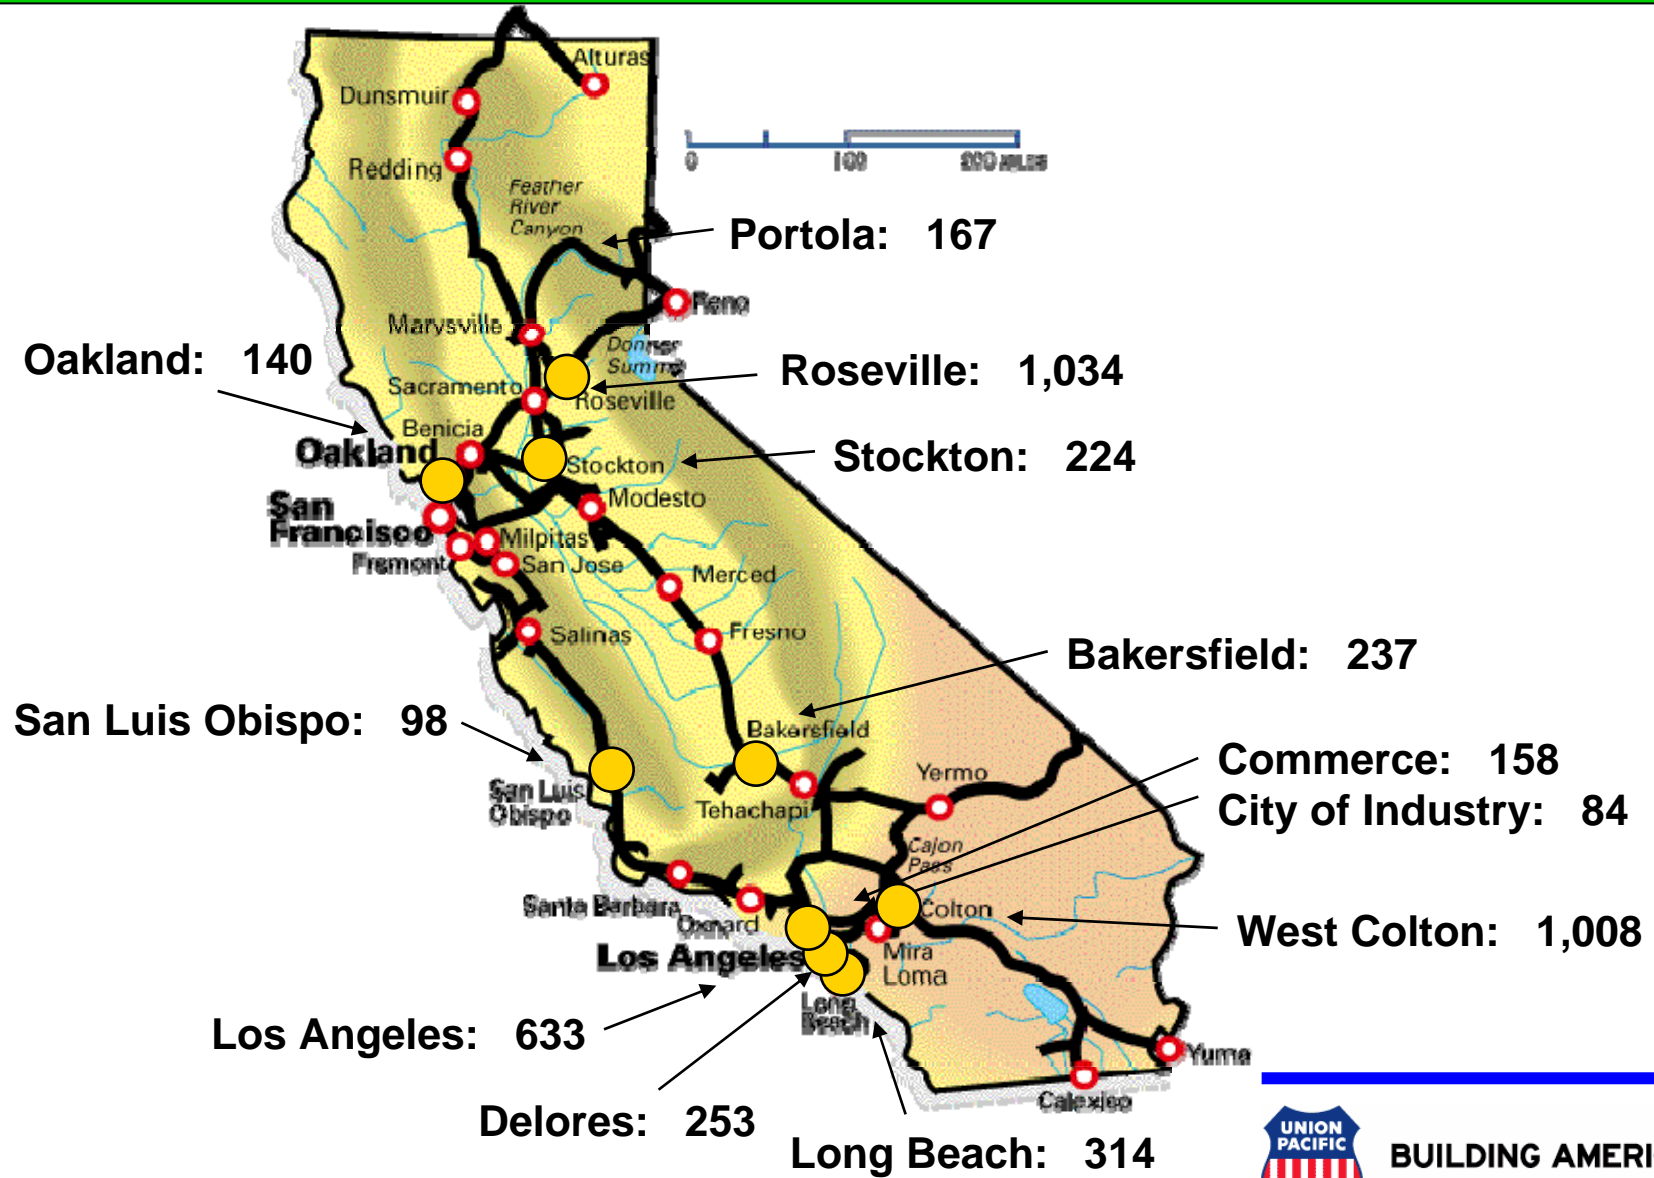 Alturas
Dunsmuir
Redding
0 100 200 MILES
Feather
River
Canyon
Portola: 167
Reno
Marysville
Donner
Summ
Oakland: 140
Roseville: 1,034
Sacramento
Roseville
Benicia
Oakland
Stockton: 224
Stockton
Modesto
San
Francisco
Milpitas
Fremont
San Jose
Merced
Salinas
Fresno
Bakersfield: 237
San Luis Obispo: 98
Bakersfield
Commerce: 158
Yermo
City of Industry: 84
San Luis
Obispo
Tehachapi
Cajon
Pass
Santa Barbara
Oxnard
Colton
West Colton: 1,008
Los Angeles
Mira
Loma
Long
Beach
Los Angeles: 633
Yuma
Calexico
Delores: 253
Long Beach: 314
UNION
PACIFIC
BUILDING AMERI